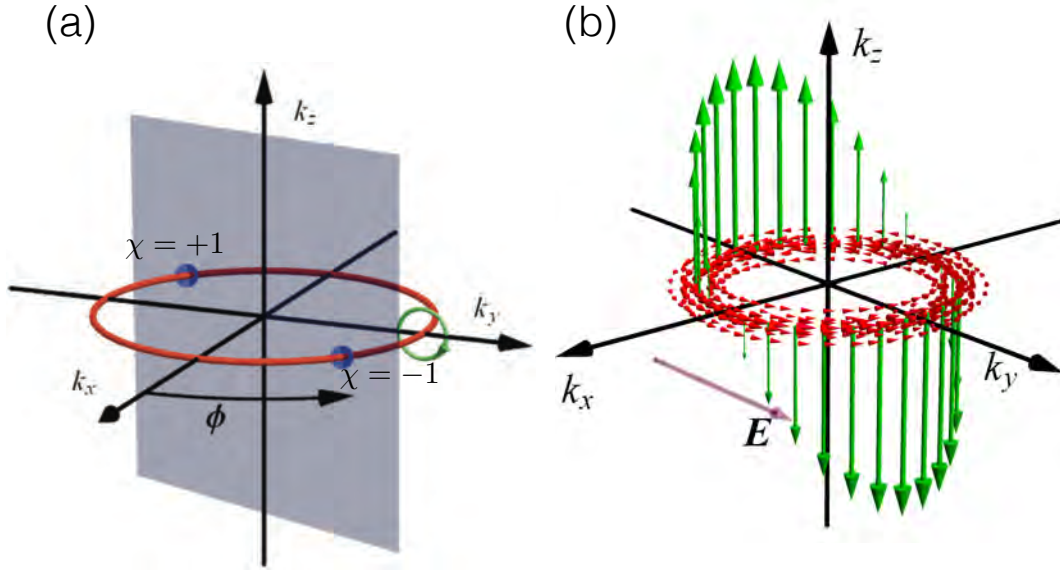 (a)
k_z
χ = +1
k_y
χ = −1
k_x
ϕ
(b)
k_z
k_x
k_y
E